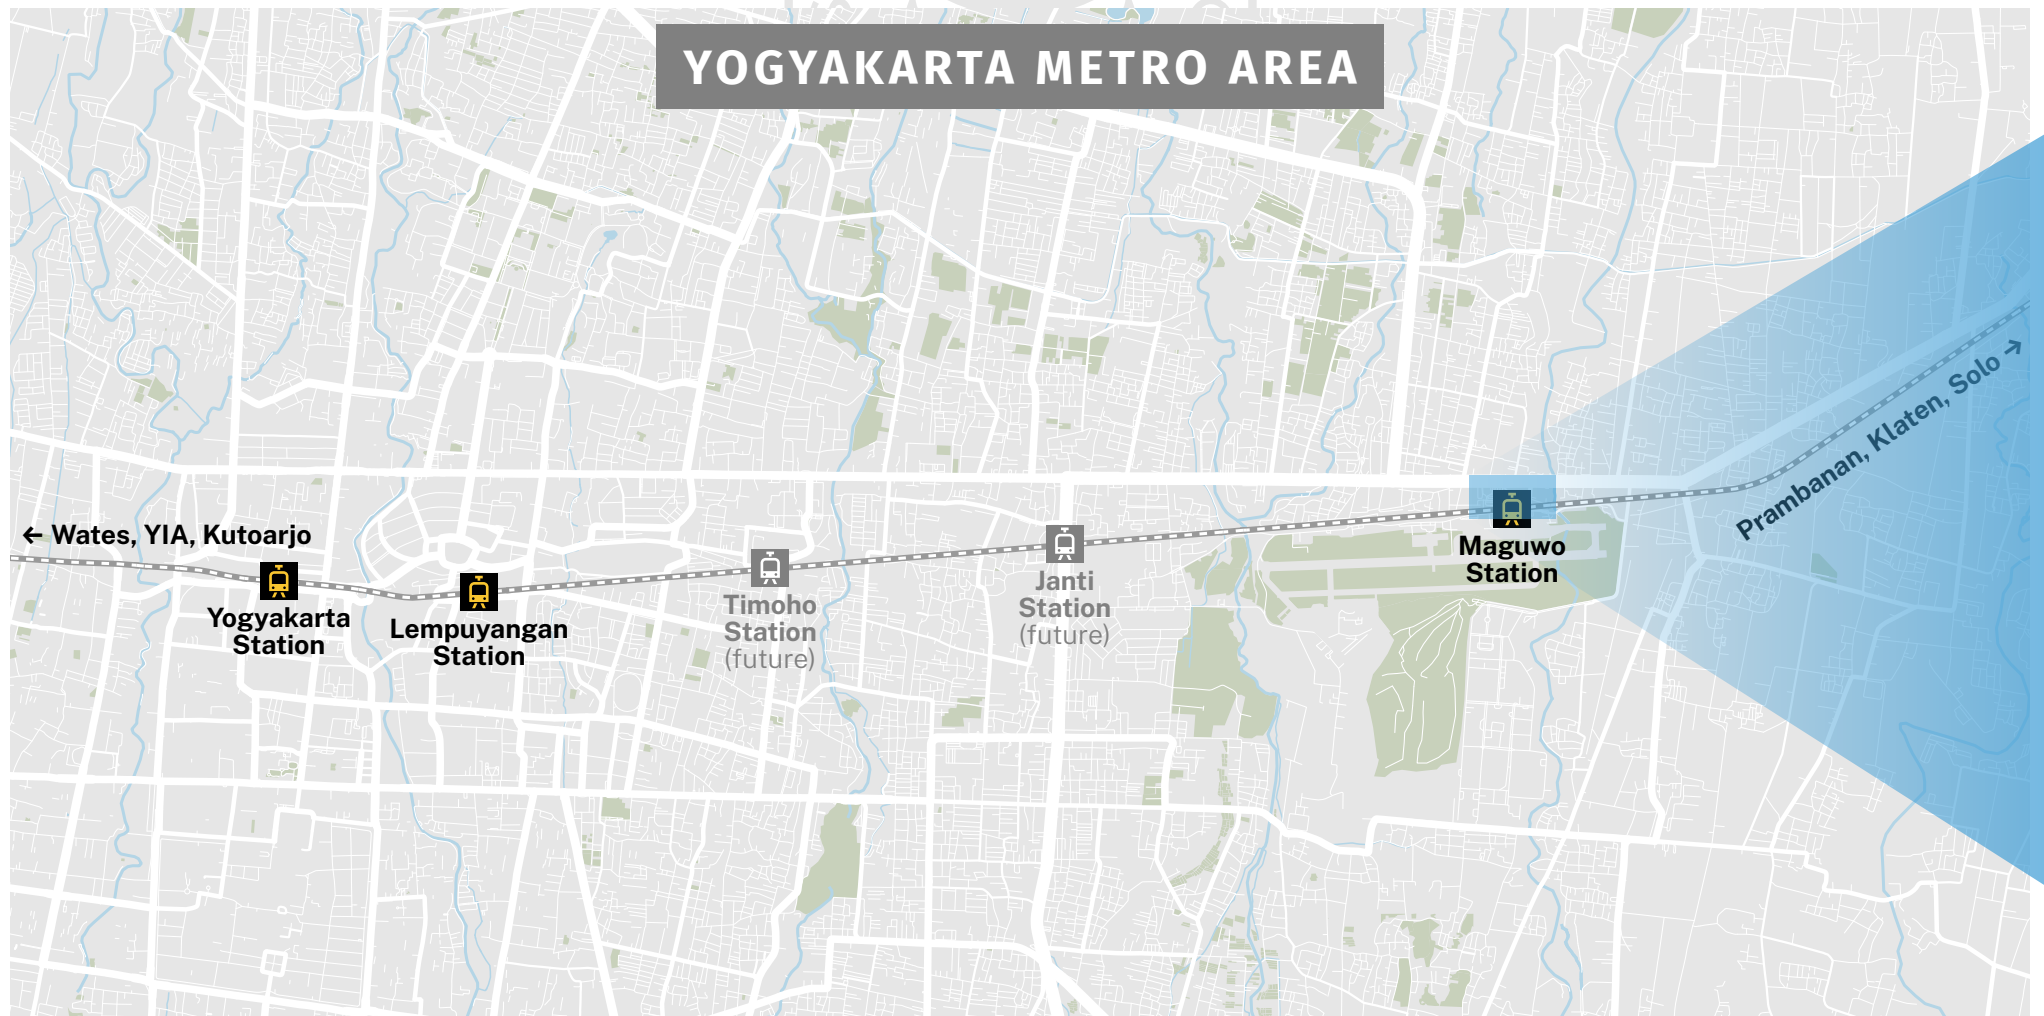 YOGYAKARTA METRO AREA
← Wates, YIA, Kutoarjo
Yogyakarta
Station
Lempuyangan
Station
Timoho
Station
(future)
Janti
Station
(future)
Maguwo
Station
Prambanan, Klaten, Solo →